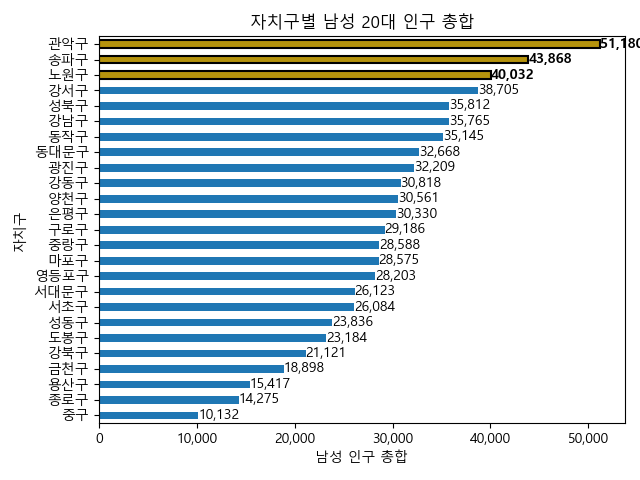 자치구별 남성 20대 인구 총합
관악구 51,180
송파구 43,868
노원구 40,032
강서구 38,705
성북구 35,812
강남구 35,765
동작구 35,145
동대문구 32,668
광진구 32,209
강동구 30,818
양천구 30,561
은평구 30,330
구로구 29,186
중랑구 28,588
마포구 28,575
영등포구 28,203
서대문구 26,123
서초구 26,084
성동구 23,836
도봉구 23,184
강북구 21,121
금천구 18,898
용산구 15,417
종로구 14,275
중구 10,132
자치구
0 10,000 20,000 30,000 40,000 50,000
남성 인구 총합